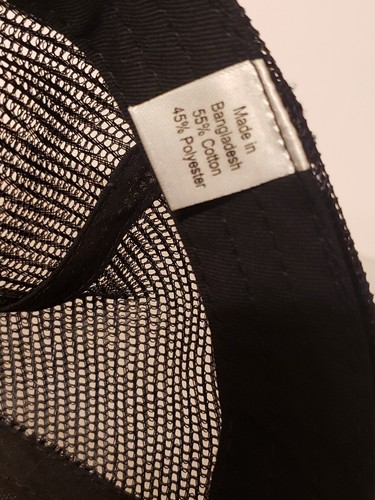 Made in
Bangladesh
55% Cotton
45% Polyester